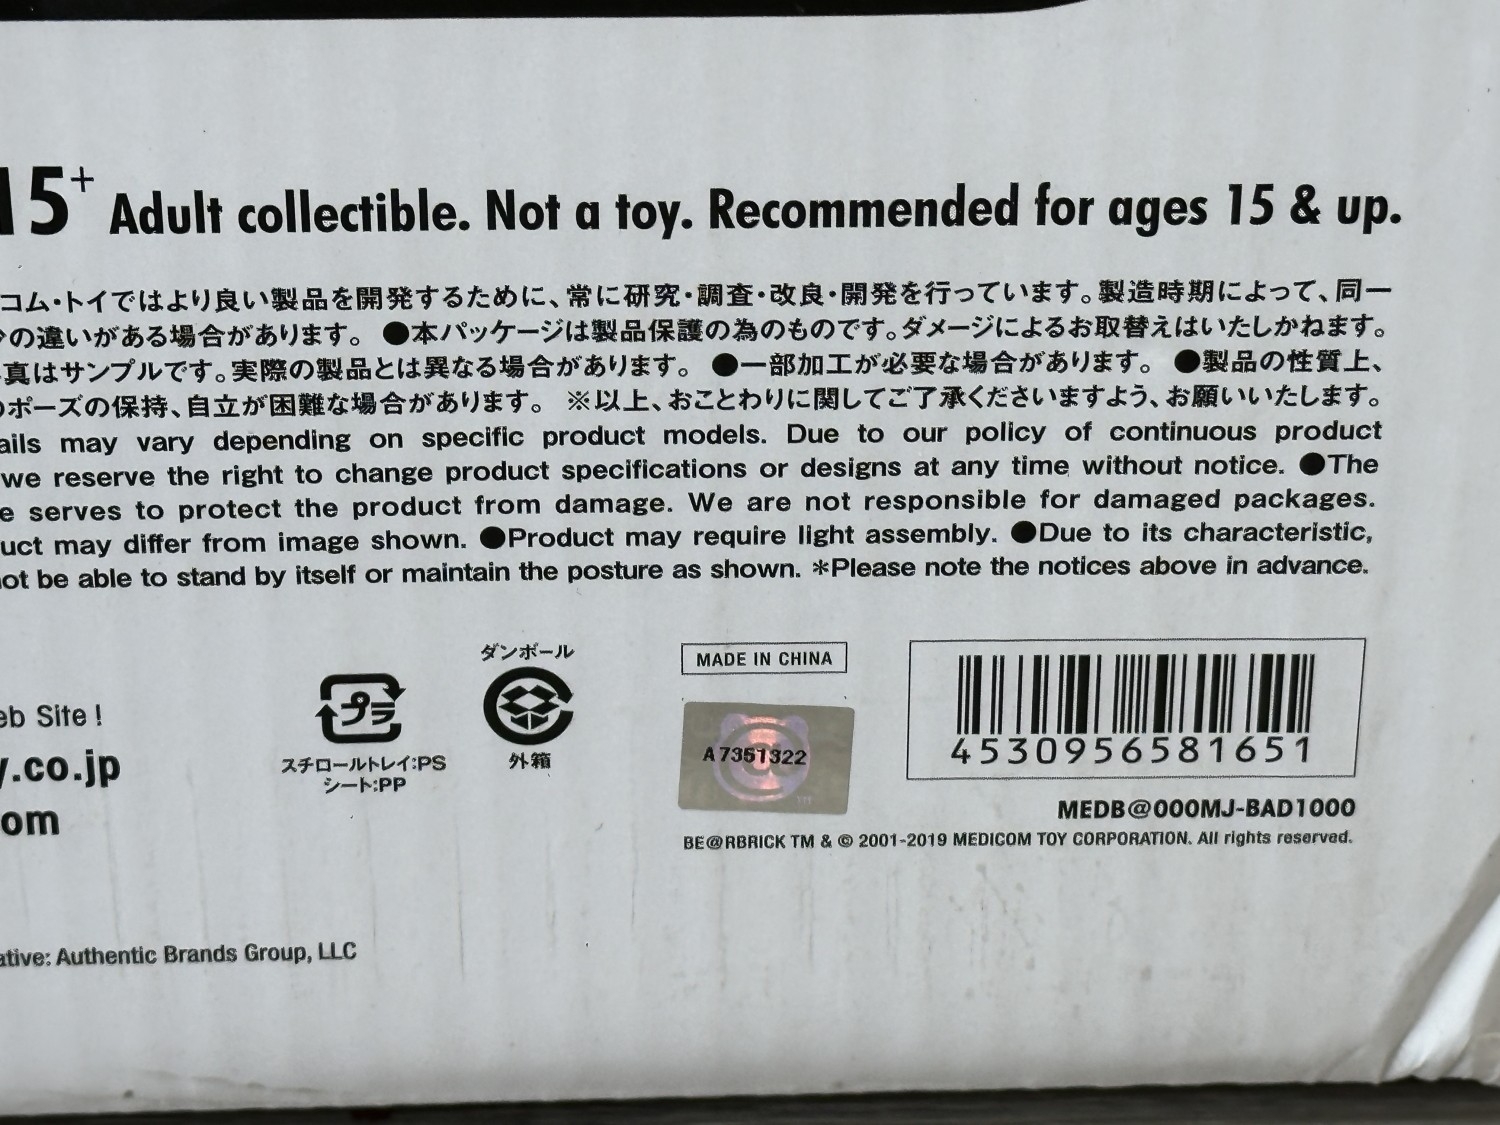 15+ Adult collectible. Not a toy. Recommended for ages 15 & up.
コム・トイではより良い製品を開発するために、常に研究・調査・改良・開発を行っています。製造時期によって、同一
の違いがある場合があります。 ●本パッケージは製品保護の為のものです。ダメージによるお取替えはいたしかねます。
真はサンプルです。実際の製品とは異なる場合があります。 ●一部加工が必要な場合があります。 ●製品の性質上、
のポーズの保持、自立が困難な場合があります。 ※以上、おことわりに関してご了承くださいますよう、お願いいたします。
ails may vary depending on specific product models. Due to our policy of continuous product
we reserve the right to change product specifications or designs at any time without notice. ●The
e serves to protect the product from damage. We are not responsible for damaged packages.
uct may differ from image shown. ●Product may require light assembly. ●Due to its characteristic,
not be able to stand by itself or maintain the posture as shown. *Please note the notices above in advance.
eb Site !
y.co.jp
om
プラ
スチロールトレイ:PS
シート:PP
ダンボール
外箱
MADE IN CHINA
A7351322
4530956581651
MEDB@000MJ-BAD1000
BE@RBRICK TM & © 2001-2019 MEDICOM TOY CORPORATION. All rights reserved.
ative: Authentic Brands Group, LLC